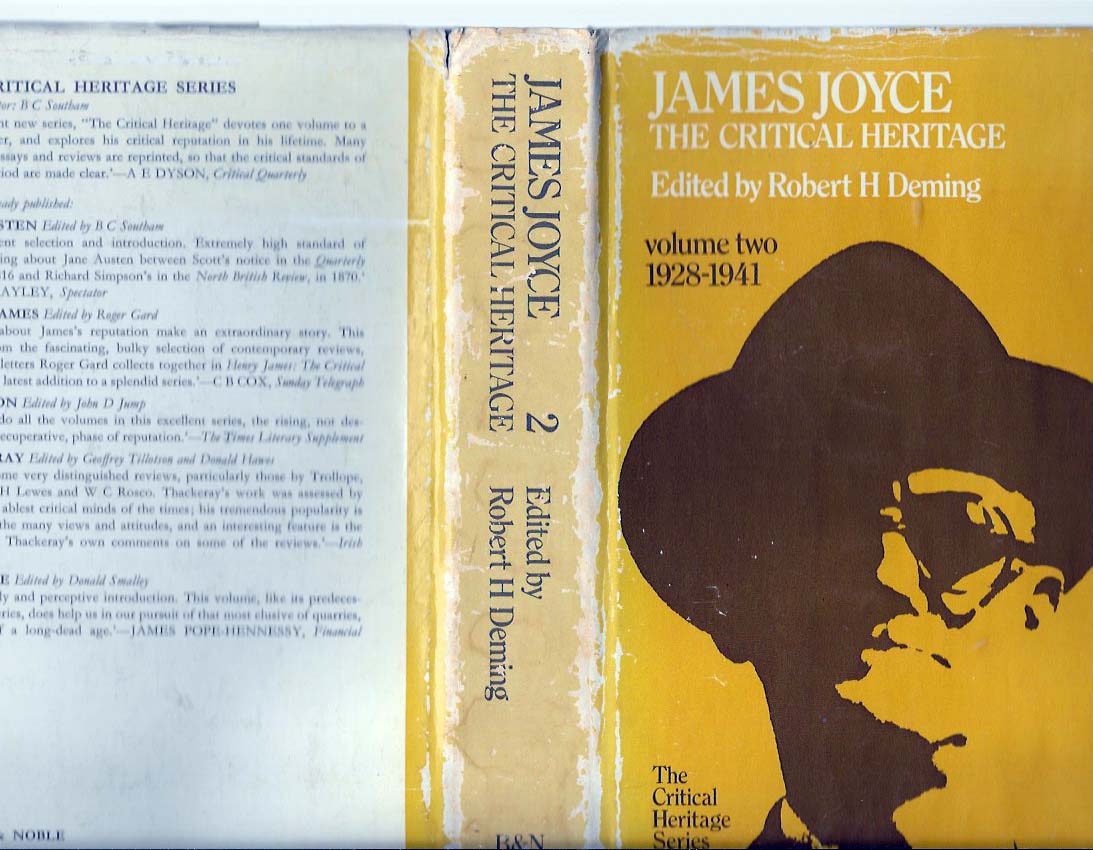 RITICAL HERITAGE SERIES
tor: B C Southam
nt new series, "The Critical Heritage" devotes one volume to a
er, and explores his critical reputation in his lifetime. Many
ssays and reviews are reprinted, so that the critical standards of
iod are made clear.'—A E DYSON, Critical Quarterly
ady published:
STEN Edited by B C Southam
ent selection and introduction. Extremely high standard of
ing about Jane Austen between Scott's notice in the Quarterly
16 and Richard Simpson's in the North British Review, in 1870.'
AYLEY, Spectator
AMES Edited by Roger Gard
about James's reputation make an extraordinary story. This
om the fascinating, bulky selection of contemporary reviews,
letters Roger Gard collects together in Henry James: The Critical
latest addition to a splendid series.'—C B COX, Sunday Telegraph
ON Edited by John D Jump
do all the volumes in this excellent series, the rising, not des-
ecuperative, phase of reputation.'—The Times Literary Supplement
RAY Edited by Geoffrey Tillotson and Donald Hawes
me very distinguished reviews, particularly those by Trollope,
H Lewes and W C Rosco. Thackeray's work was assessed by
ablest critical minds of the times; his tremendous popularity is
the many views and attitudes, and an interesting feature is the
Thackeray's own comments on some of the reviews.'—Irish
E Edited by Donald Smalley
ly and perceptive introduction. This volume, like its predeces-
eries, does help us in our pursuit of that most elusive of quarries,
f a long-dead age.'—JAMES POPE-HENNESSY, Financial
& NOBLE
JAMES JOYCE 2 Edited by
THE CRITICAL HERITAGE Robert H Deming
B&N
JAMES JOYCE
THE CRITICAL HERITAGE
Edited by Robert H Deming
volume two
1928-1941
The
Critical
Heritage
Series